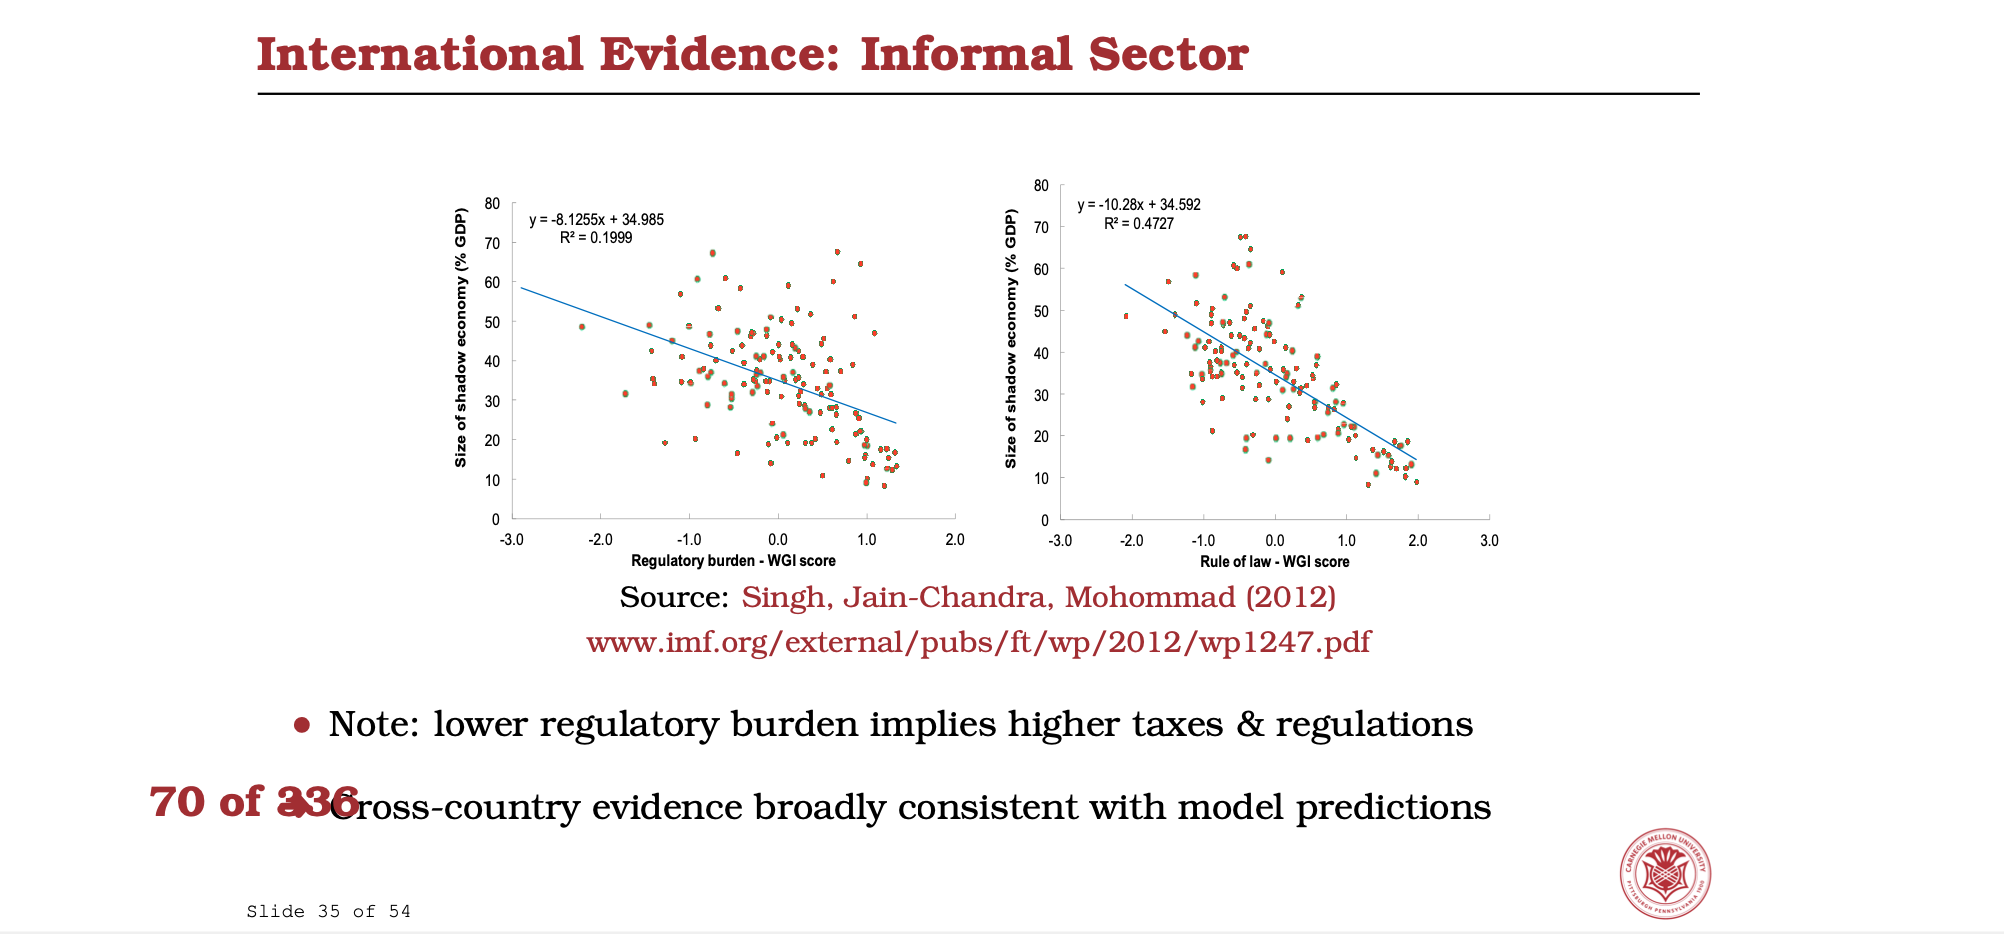 International Evidence: Informal Sector
Size of shadow economy (% GDP)
80
70
60
50
40
30
20
10
0
y = -8.1255x + 34.985
R² = 0.1999
-3.0 -2.0 -1.0 0.0 1.0 2.0
Regulatory burden - WGI score
Size of shadow economy (% GDP)
80
70
60
50
40
30
20
10
0
y = -10.28x + 34.592
R² = 0.4727
-3.0 -2.0 -1.0 0.0 1.0 2.0 3.0
Rule of law - WGI score
Source: Singh, Jain-Chandra, Mohommad (2012)
www.imf.org/external/pubs/ft/wp/2012/wp1247.pdf
• Note: lower regulatory burden implies higher taxes & regulations
70 of 336
• Cross-country evidence broadly consistent with model predictions
CARNEGIE MELLON UNIVERSITY
PITTSBURGH PENNSYLVANIA 1900
Slide 35 of 54